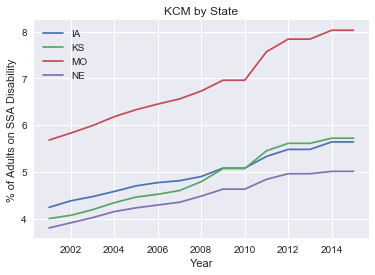 KCM by State
IA
KS
MO
NE
% of Adults on SSA Disability
8
7
6
5
4
2002 2004 2006 2008 2010 2012 2014
Year